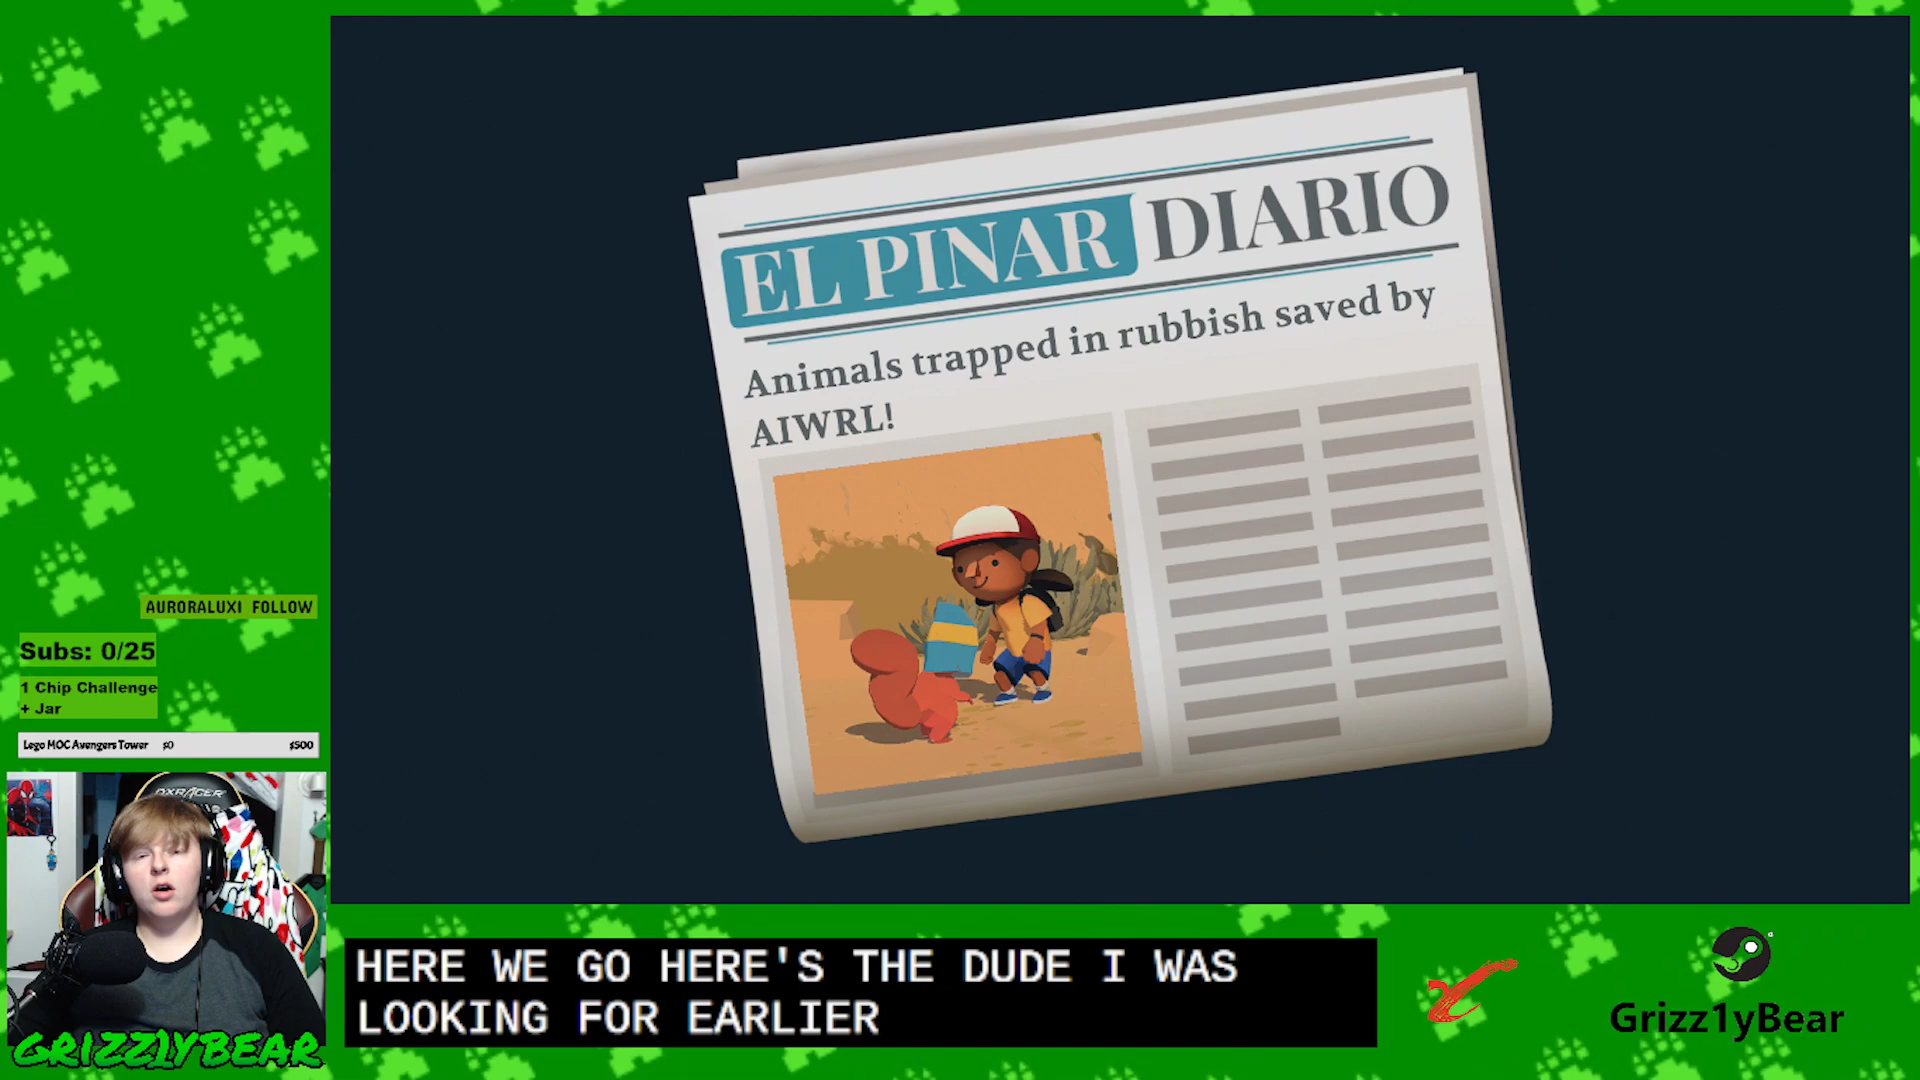 EL PINAR DIARIO
Animals trapped in rubbish saved by
AIWRL!
AURORALUXI FOLLOW
Subs: 0/25
1 Chip Challenge
+ Jar
Lego MOC Avengers Tower $0 $500
DXRACER
GRIZZ1YBEAR
HERE WE GO HERE'S THE DUDE I WAS
LOOKING FOR EARLIER
Grizz1yBear